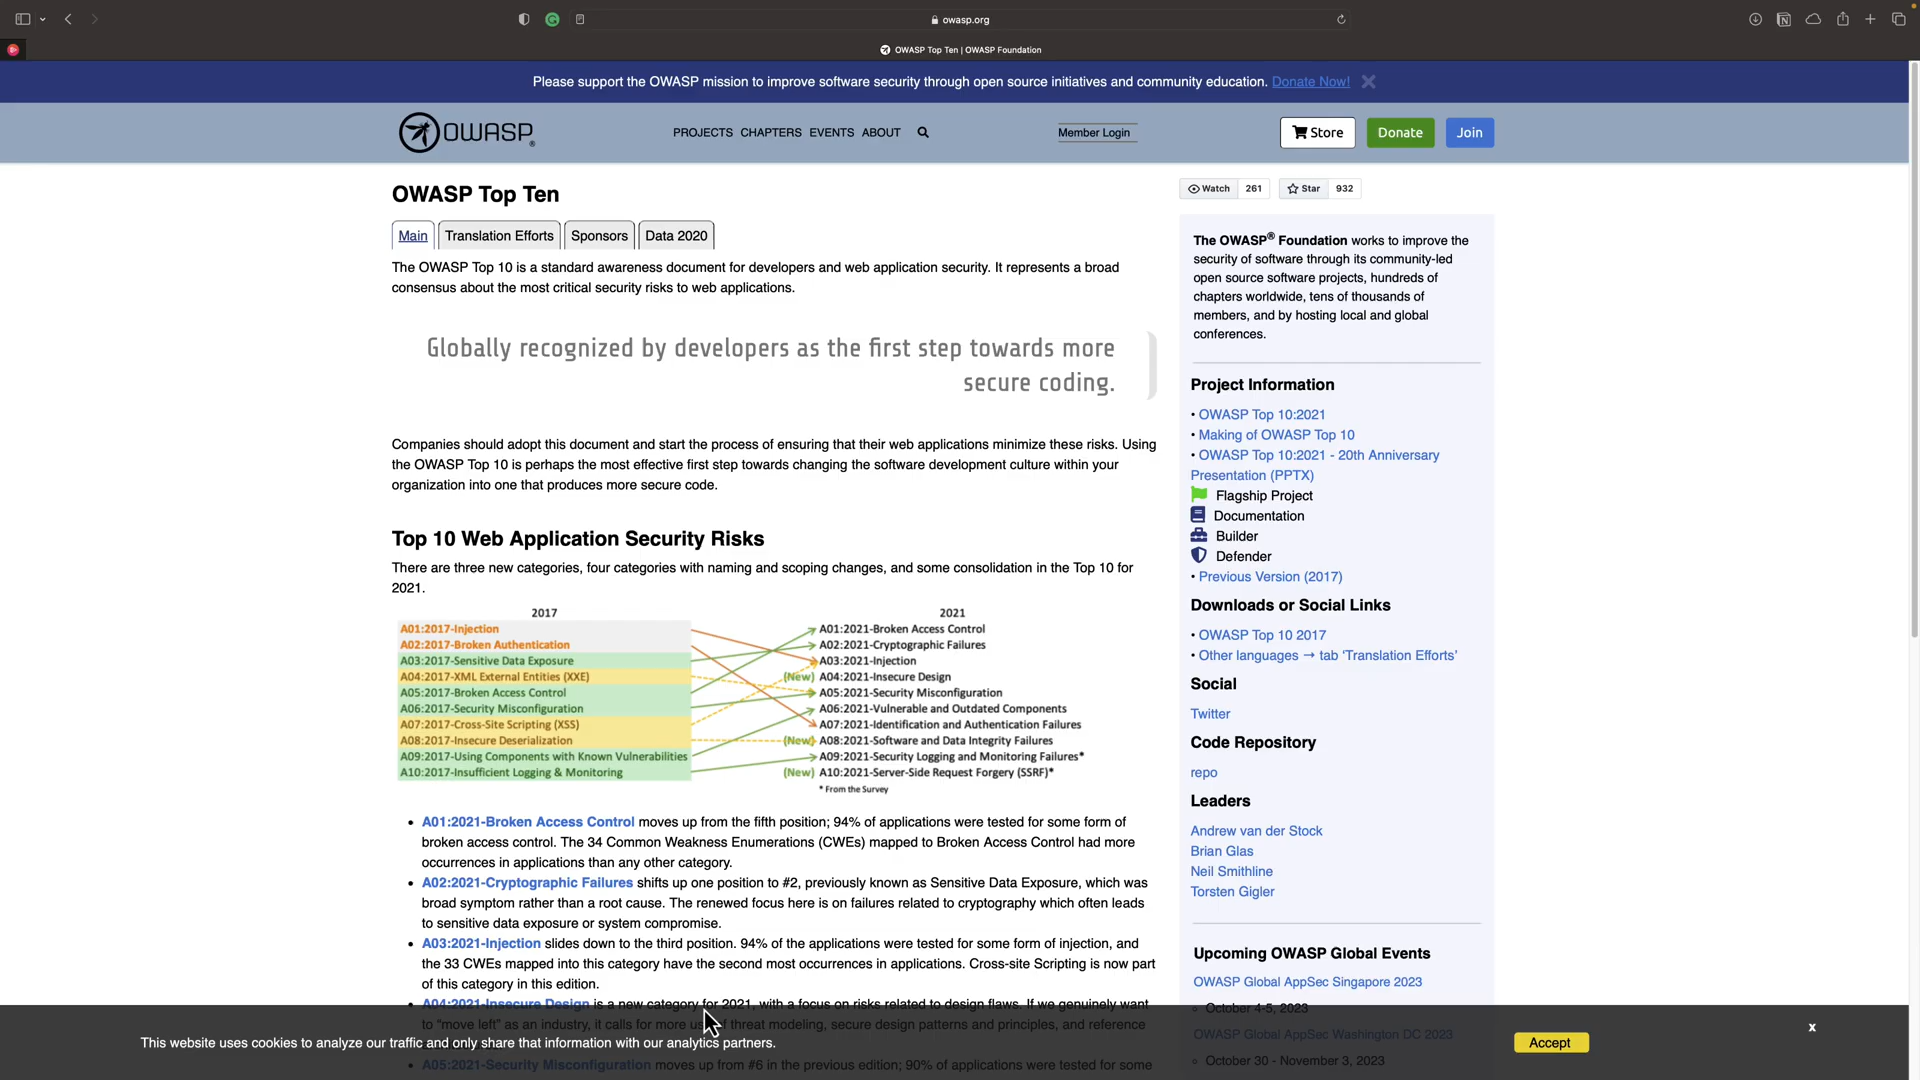 owasp.org
OWASP Top Ten | OWASP Foundation
Please support the OWASP mission to improve software security through open source initiatives and community education. Donate Now!
OWASP
PROJECTS CHAPTERS EVENTS ABOUT
Member Login
Store
Donate
Join
OWASP Top Ten
Main
Translation Efforts
Sponsors
Data 2020
The OWASP Top 10 is a standard awareness document for developers and web application security. It represents a broad
consensus about the most critical security risks to web applications.
Globally recognized by developers as the first step towards more
secure coding.
Companies should adopt this document and start the process of ensuring that their web applications minimize these risks. Using
the OWASP Top 10 is perhaps the most effective first step towards changing the software development culture within your
organization into one that produces more secure code.
Top 10 Web Application Security Risks
There are three new categories, four categories with naming and scoping changes, and some consolidation in the Top 10 for
2021.
2017
A01:2017-Injection
A02:2017-Broken Authentication
A03:2017-Sensitive Data Exposure
A04:2017-XML External Entities (XXE)
A05:2017-Broken Access Control
A06:2017-Security Misconfiguration
A07:2017-Cross-Site Scripting (XSS)
A08:2017-Insecure Deserialization
A09:2017-Using Components with Known Vulnerabilities
A10:2017-Insufficient Logging & Monitoring
2021
A01:2021-Broken Access Control
A02:2021-Cryptographic Failures
A03:2021-Injection
(New) A04:2021-Insecure Design
A05:2021-Security Misconfiguration
A06:2021-Vulnerable and Outdated Components
A07:2021-Identification and Authentication Failures
(New) A08:2021-Software and Data Integrity Failures
A09:2021-Security Logging and Monitoring Failures*
(New) A10:2021-Server-Side Request Forgery (SSRF)*
* From the Survey
• A01:2021-Broken Access Control moves up from the fifth position; 94% of applications were tested for some form of
broken access control. The 34 Common Weakness Enumerations (CWEs) mapped to Broken Access Control had more
occurrences in applications than any other category.
• A02:2021-Cryptographic Failures shifts up one position to #2, previously known as Sensitive Data Exposure, which was
broad symptom rather than a root cause. The renewed focus here is on failures related to cryptography which often leads
to sensitive data exposure or system compromise.
• A03:2021-Injection slides down to the third position. 94% of the applications were tested for some form of injection, and
the 33 CWEs mapped into this category have the second most occurrences in applications. Cross-site Scripting is now part
of this category in this edition.
• A04:2021-Insecure Design is a new category for 2021, with a focus on risks related to design flaws. If we genuinely want
to "move left" as an industry, it calls for more threat modeling, secure design patterns and principles, and reference
• A05:2021-Security Misconfiguration moves up from #6 in the previous edition; 90% of applications were tested for some
Watch 261
Star 932
The OWASP® Foundation works to improve the
security of software through its community-led
open source software projects, hundreds of
chapters worldwide, tens of thousands of
members, and by hosting local and global
conferences.
Project Information
• OWASP Top 10:2021
• Making of OWASP Top 10
• OWASP Top 10:2021 - 20th Anniversary
Presentation (PPTX)
Flagship Project
Documentation
Builder
Defender
• Previous Version (2017)
Downloads or Social Links
• OWASP Top 10 2017
• Other languages → tab 'Translation Efforts'
Social
Twitter
Code Repository
repo
Leaders
Andrew van der Stock
Brian Glas
Neil Smithline
Torsten Gigler
Upcoming OWASP Global Events
OWASP Global AppSec Singapore 2023
October 4-5, 2023
OWASP Global AppSec Washington DC 2023
October 30 - November 3, 2023
This website uses cookies to analyze our traffic and only share that information with our analytics partners.
Accept
x